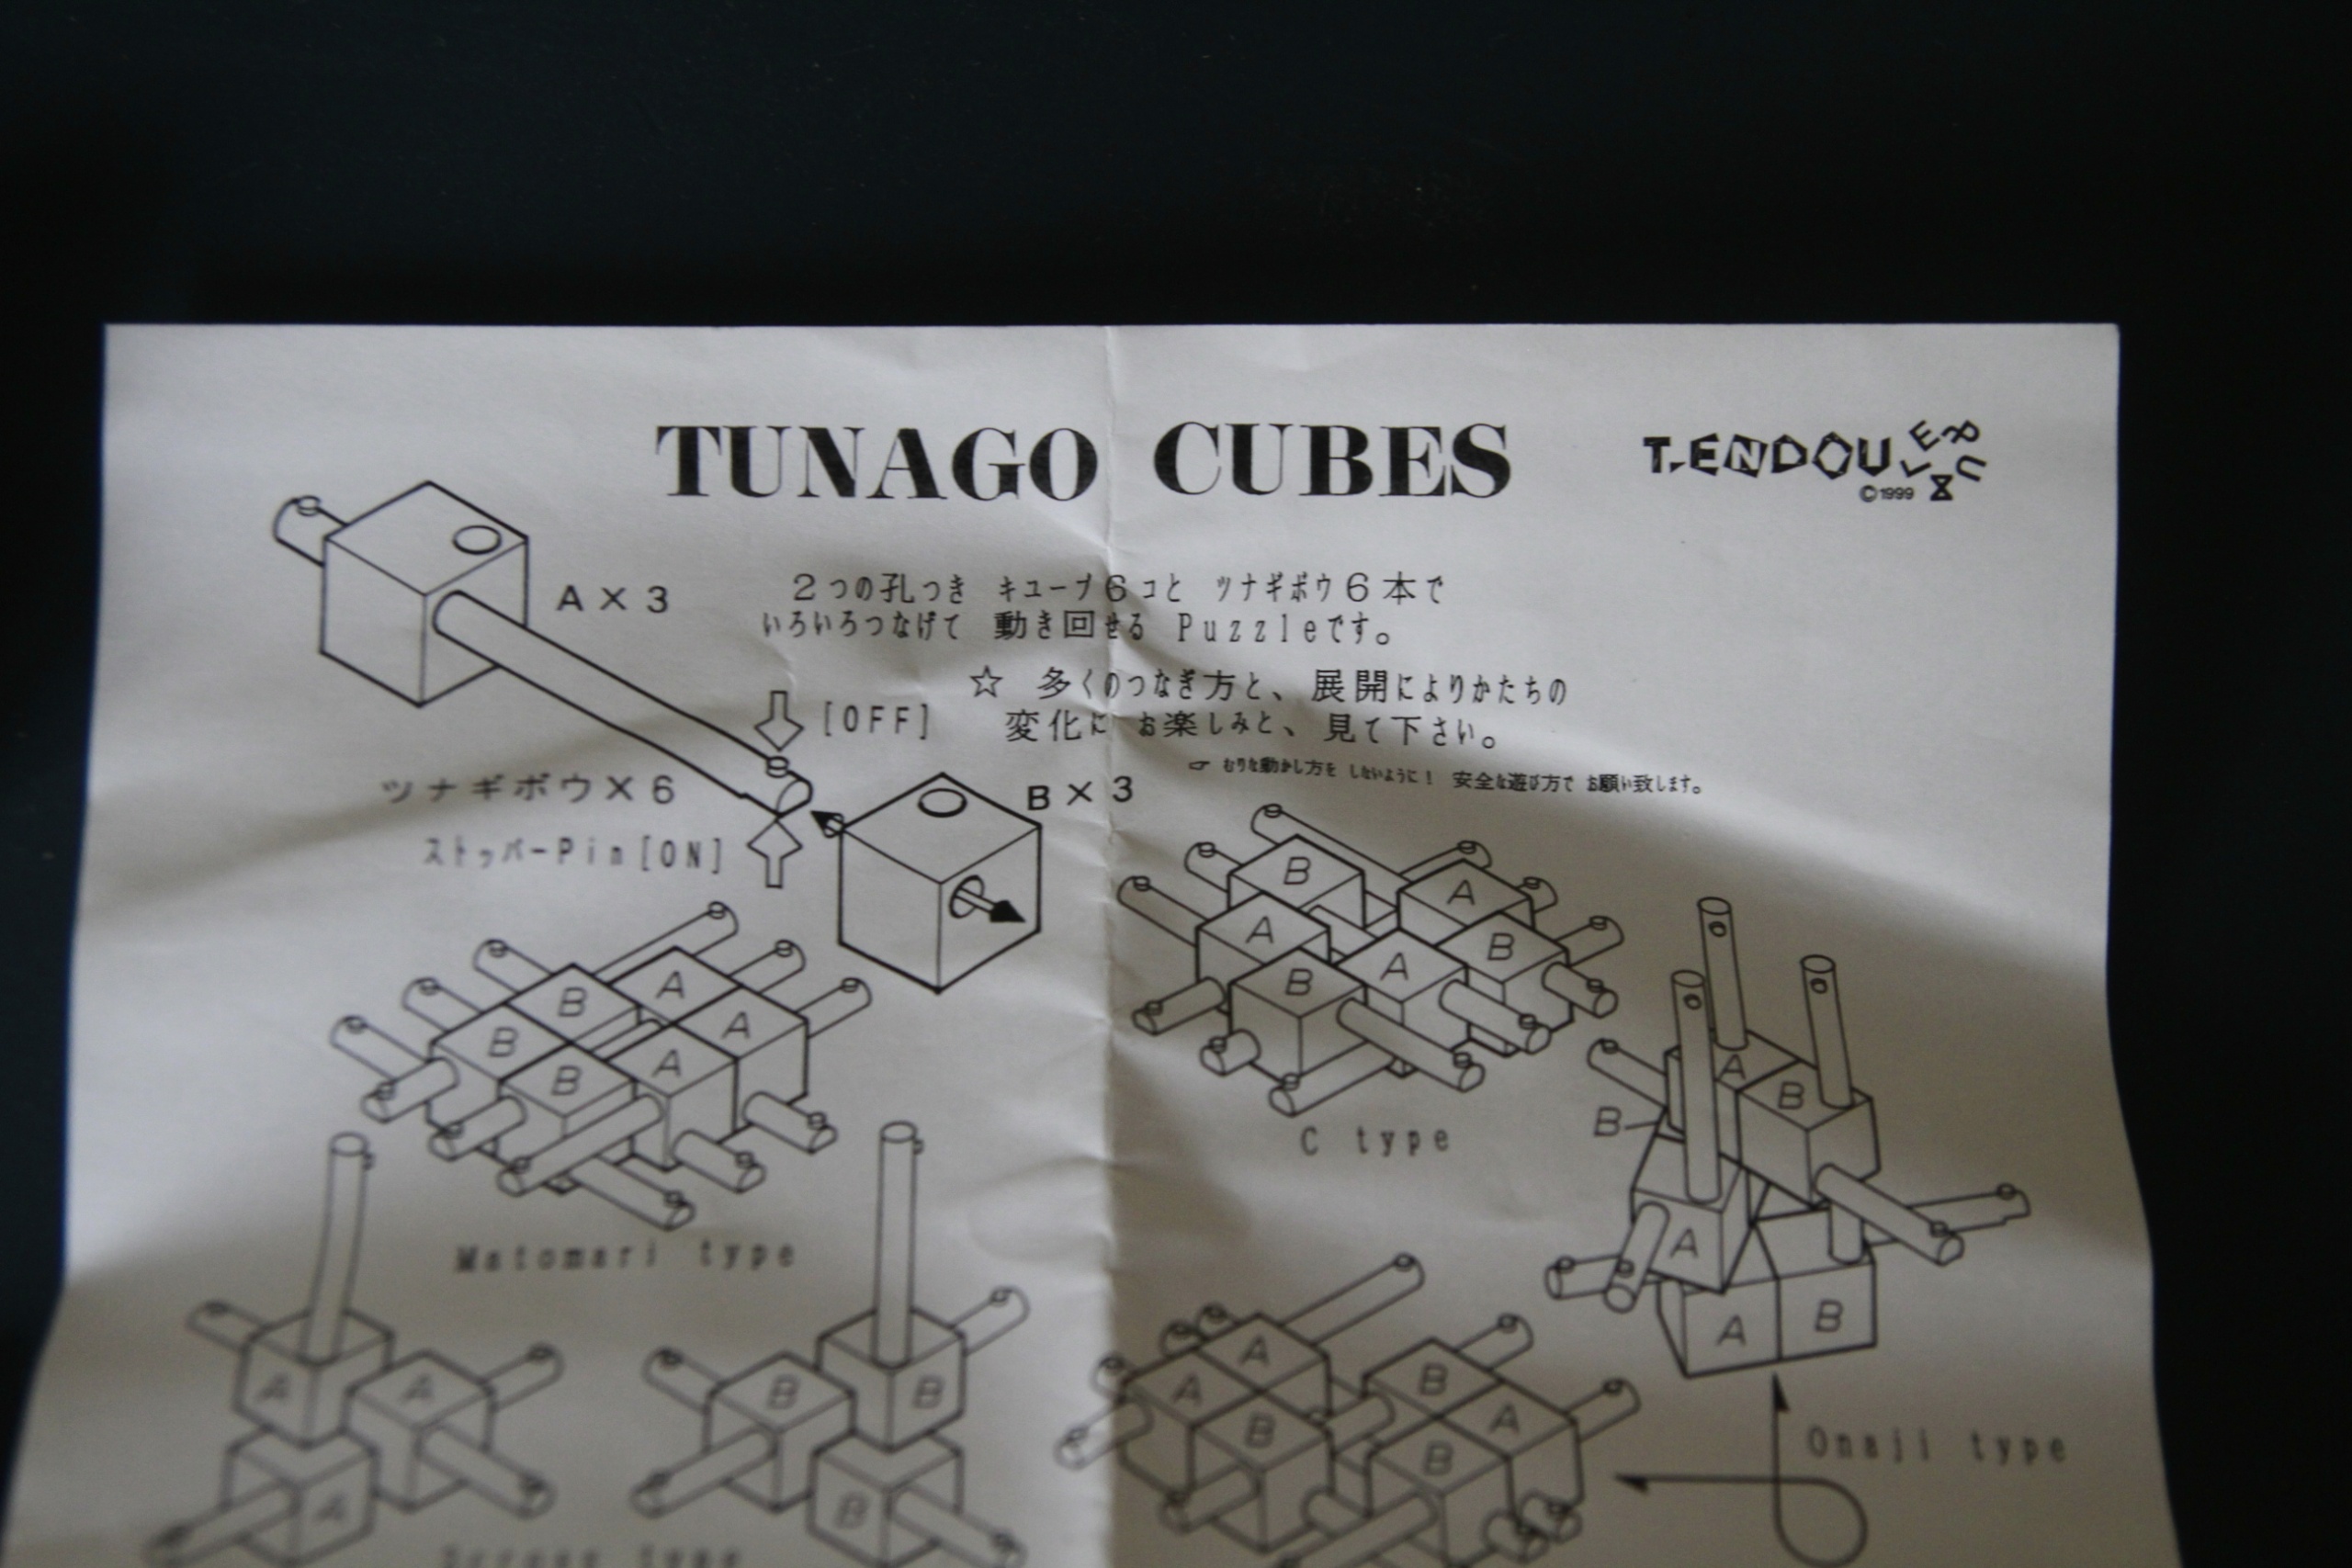 TUNAGO CUBES
T.ENDOU
©1999
A×3
2つの孔つき キューブ6コと ツナギボウ6本で
いろいろつなげて 動き回せる Puzzleです。
☆ 多くのつなぎ方と、展開によりかたちの
変化に お楽しみと、見て下さい。
☞ むりな動かし方を しないように! 安全な遊び方で お願い致します。
[OFF]
ツナギボウ×6
ストッパーPin[ON]
B×3
B A
A B
B A
C type
B A
B A
B A
Matomari type
A B
B
A
A B
Onaji type
A A
A
B B
B
A B
A A
B B
type